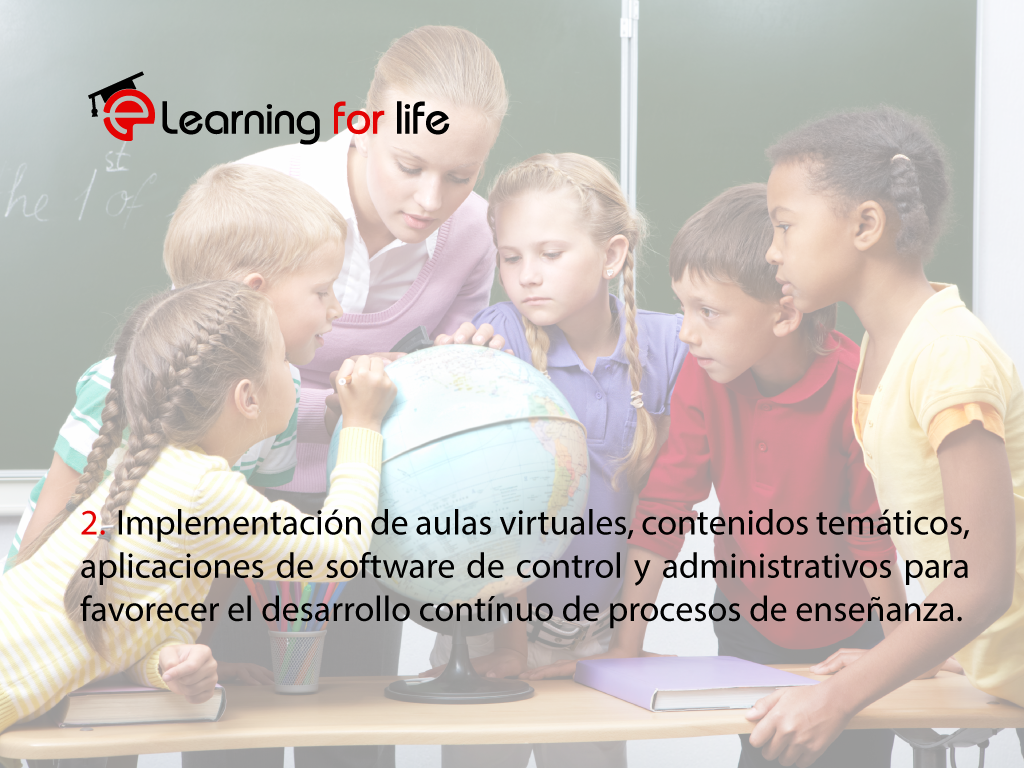 eLearning for life
he 1st of
2. Implementación de aulas virtuales, contenidos temáticos,
aplicaciones de software de control y administrativos para
favorecer el desarrollo contínuo de procesos de enseñanza.